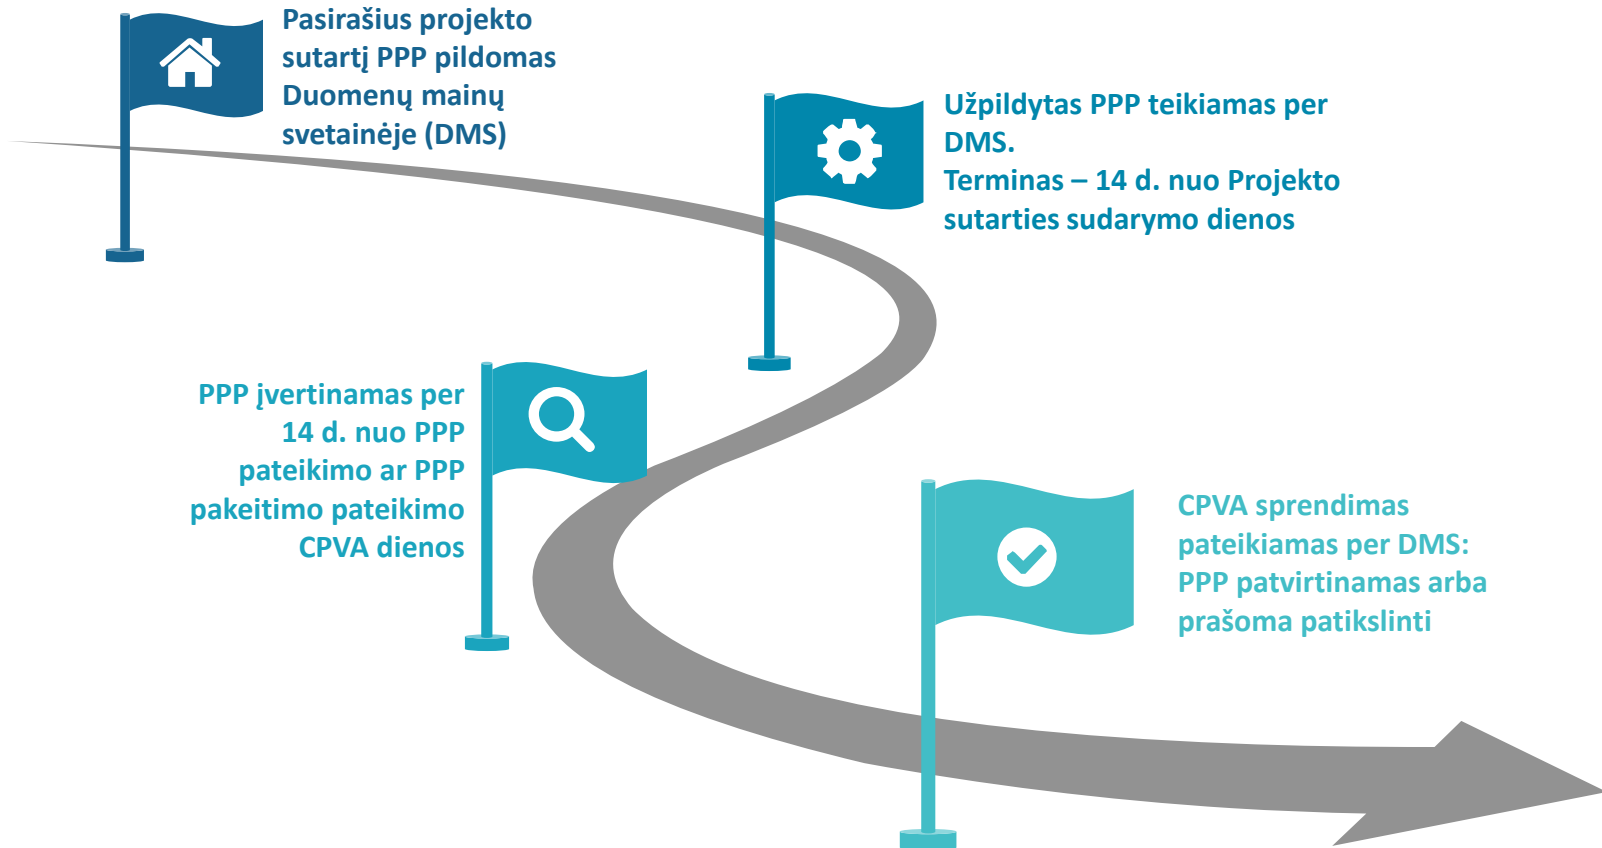 Pasirašius projekto
sutartį PPP pildomas
Duomenų mainų
svetainėje (DMS)
Užpildytas PPP teikiamas per
DMS.
Terminas – 14 d. nuo Projekto
sutarties sudarymo dienos
PPP įvertinamas per
14 d. nuo PPP
pateikimo ar PPP
pakeitimo pateikimo
CPVA dienos
CPVA sprendimas
pateikiamas per DMS:
PPP patvirtinamas arba
prašoma patikslinti